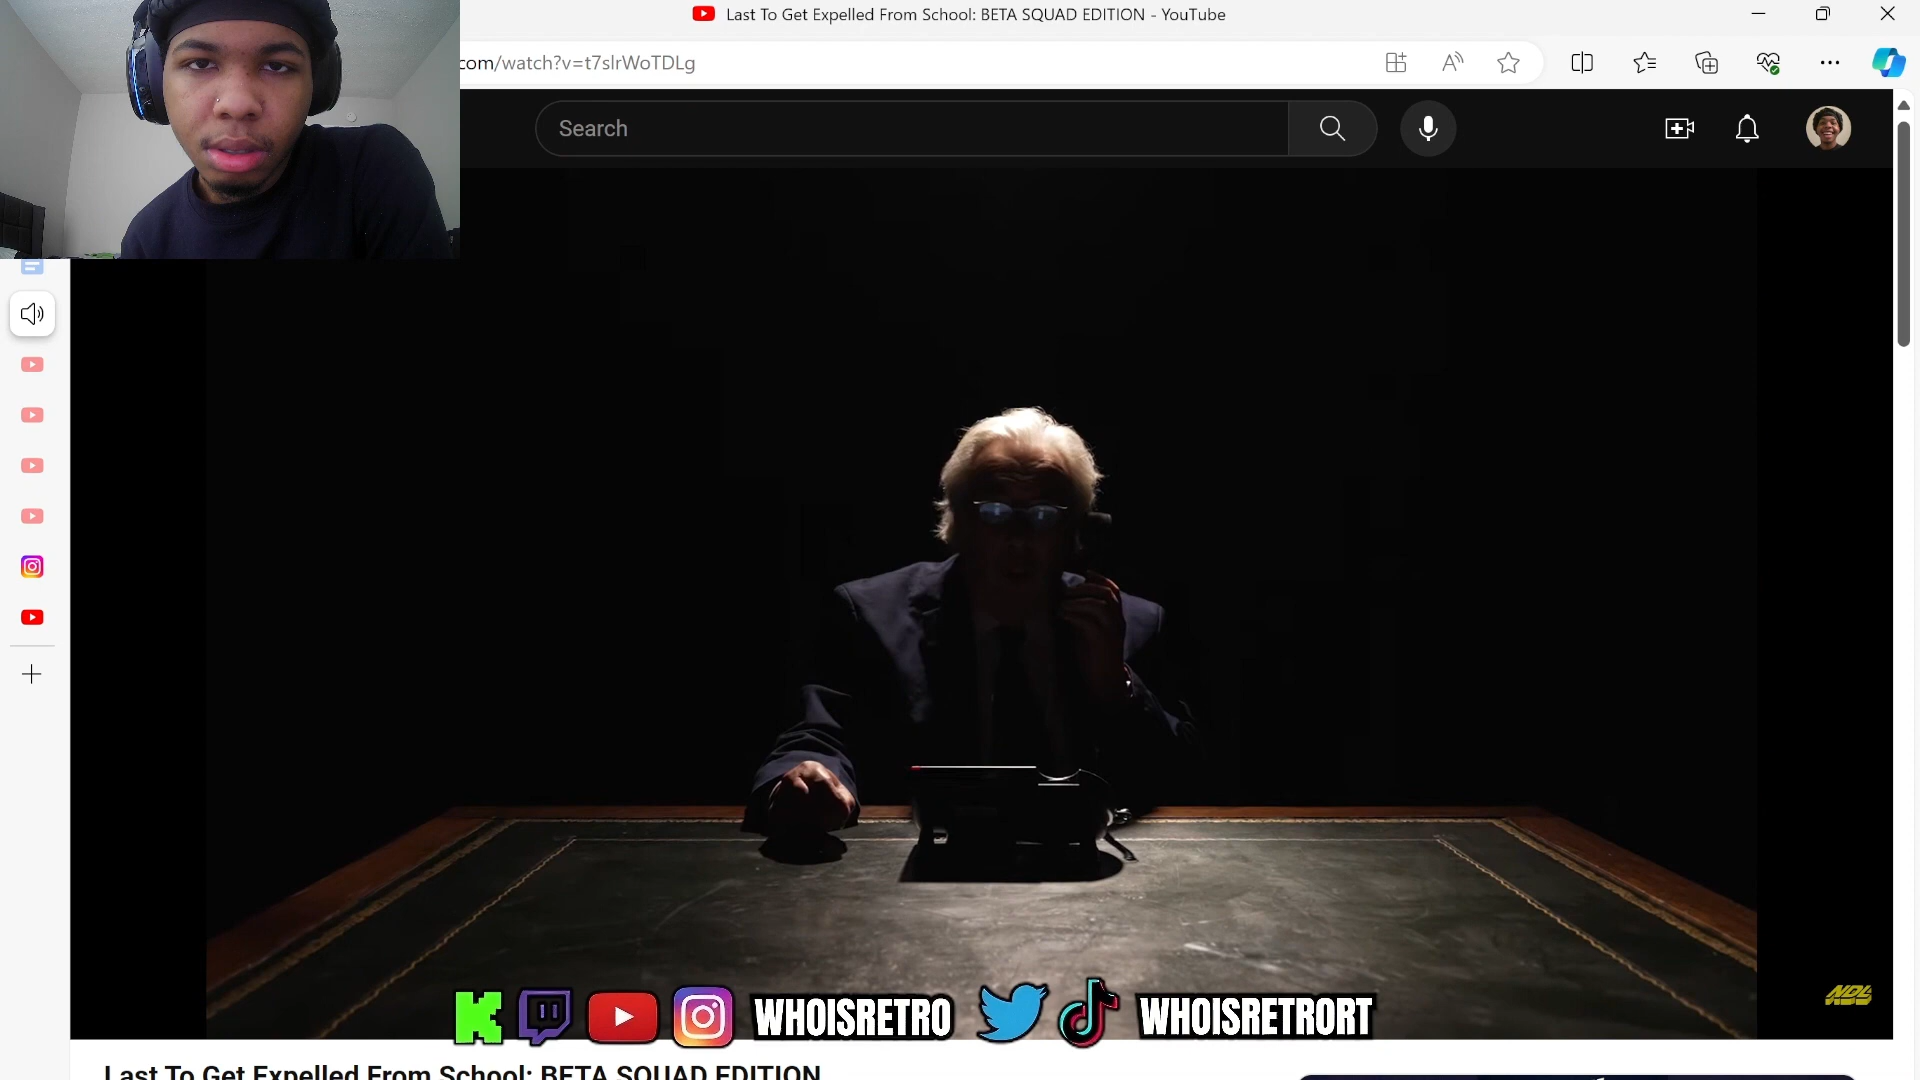 Last To Get Expelled From School: BETA SQUAD EDITION - YouTube
com/watch?v=t7slrWoTDLg
Search
NDL
WHOISRETRO
WHOISRETRORT
Last To Get Expelled From School: BETA SQUAD EDITION